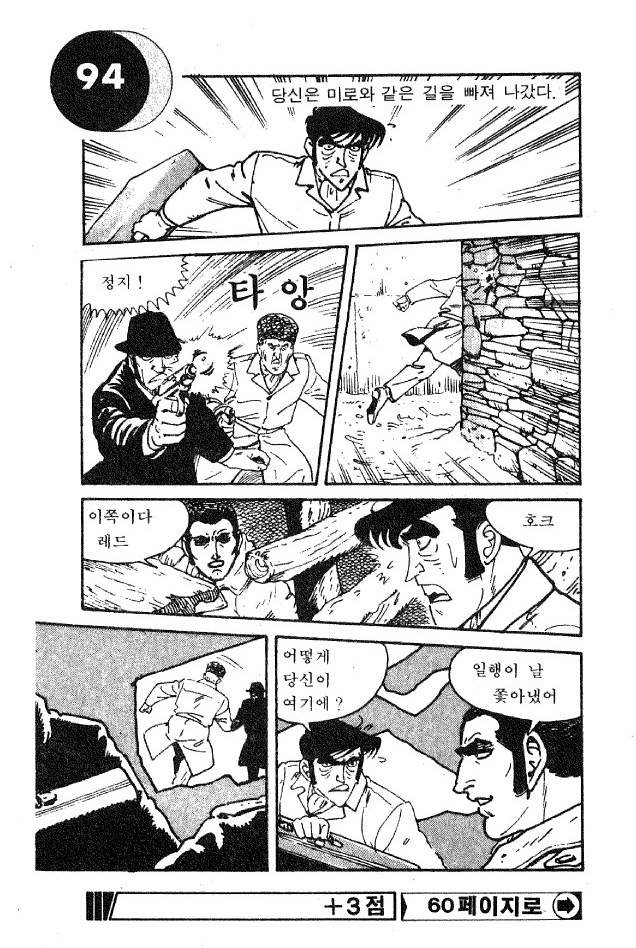 94
당신은 미로와 같은 길을 빠져 나갔다.
정지!
타앙
이쪽이다
레드
호크
어떻게
당신이
여기에?
일행이 날
쫓아냈어
+3점
60페이지로